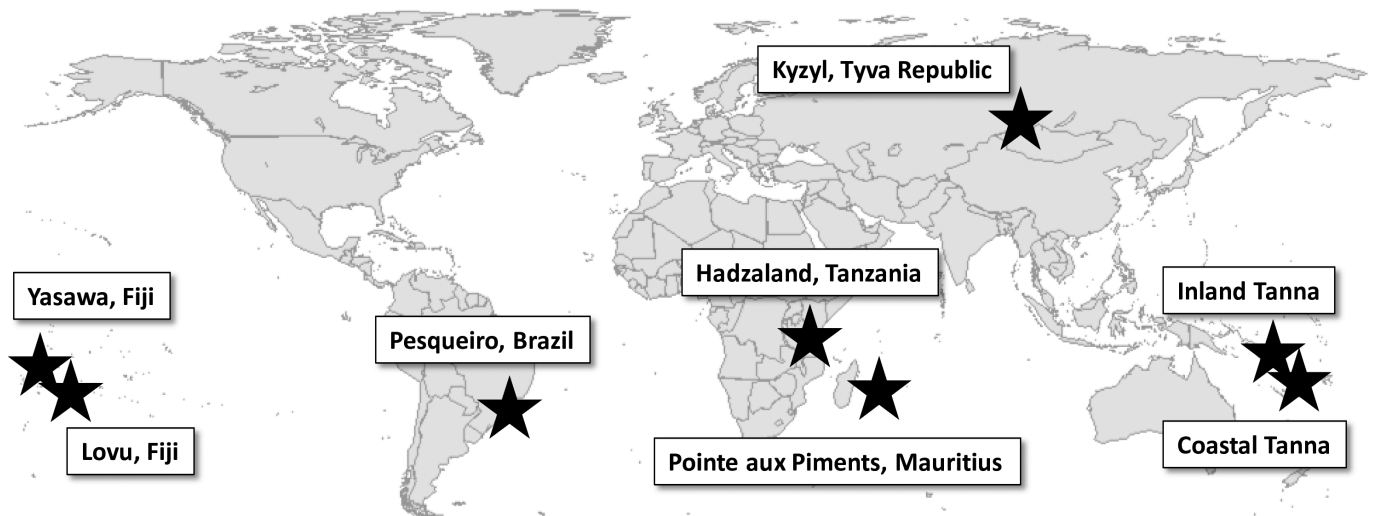 Kyzyl, Tyva Republic
Hadzaland, Tanzania
Yasawa, Fiji
Inland Tanna
Pesqueiro, Brazil
Lovu, Fiji
Coastal Tanna
Pointe aux Piments, Mauritius